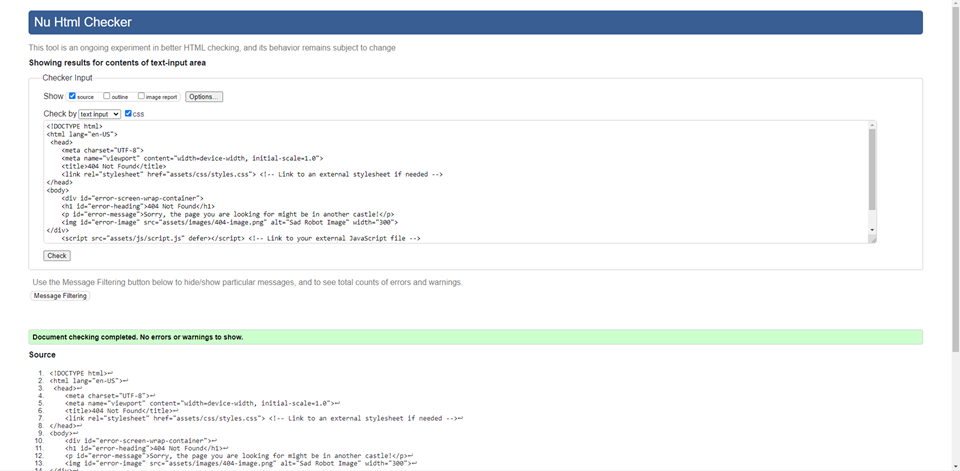 Nu Html Checker
This tool is an ongoing experiment in better HTML checking, and its behavior remains subject to change
Showing results for contents of text-input area
Checker Input
Show source outline image report Options...
Check by text input css
<!DOCTYPE html>
<html lang="en-US">
<head>
<meta charset="UTF-8">
<meta name="viewport" content="width=device-width, initial-scale=1.0">
<title>404 Not Found</title>
<link rel="stylesheet" href="assets/css/styles.css"> <!-- Link to an external stylesheet if needed -->
</head>
<body>
<div id="error-screen-wrap-container">
<h1 id="error-heading">404 Not Found</h1>
<p id="error-message">Sorry, the page you are looking for might be in another castle!</p>
<img id="error-image" src="assets/images/404-image.png" alt="Sad Robot Image" width="300">
</div>
<script src="assets/js/script.js" defer></script> <!-- Link to your external JavaScript file -->
Check
Use the Message Filtering button below to hide/show particular messages, and to see total counts of errors and warnings.
Message Filtering
Document checking completed. No errors or warnings to show.
Source
1. <!DOCTYPE html>↩
2. <html lang="en-US">↩
3. <head>↩
4. <meta charset="UTF-8">↩
5. <meta name="viewport" content="width=device-width, initial-scale=1.0">↩
6. <title>404 Not Found</title>↩
7. <link rel="stylesheet" href="assets/css/styles.css"> <!-- Link to an external stylesheet if needed -->↩
8. </head>↩
9. <body>↩
10. <div id="error-screen-wrap-container">↩
11. <h1 id="error-heading">404 Not Found</h1>↩
12. <p id="error-message">Sorry, the page you are looking for might be in another castle!</p>↩
13. <img id="error-image" src="assets/images/404-image.png" alt="Sad Robot Image" width="300">↩